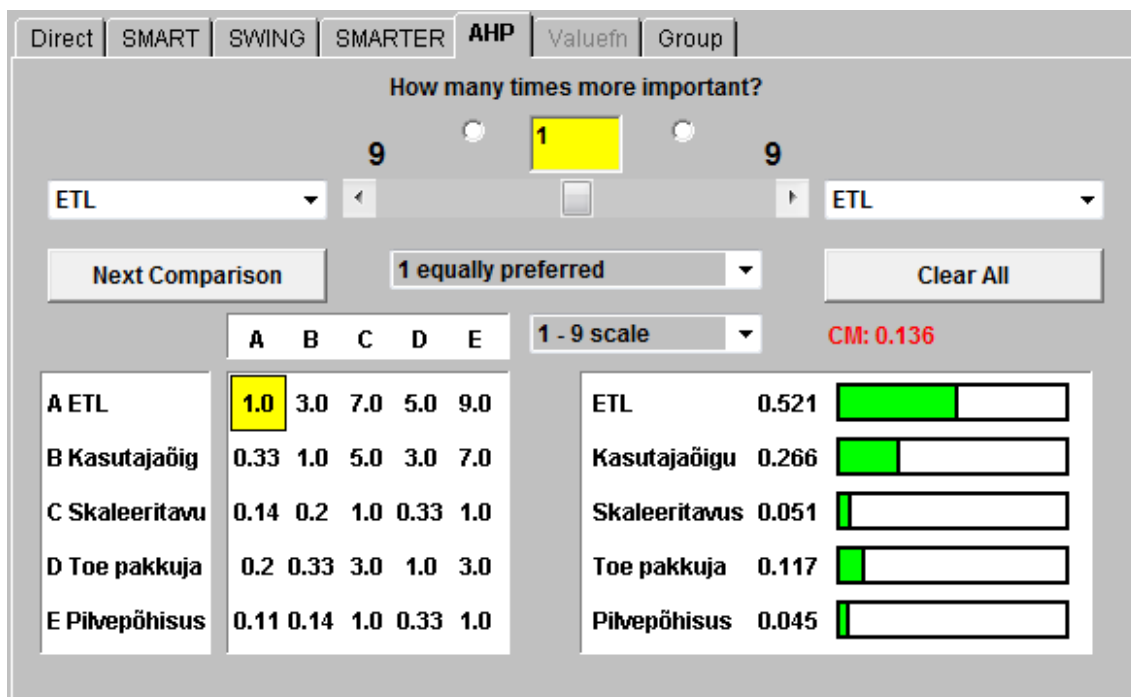 Direct SMART SWING SMARTER AHP Valuefn Group
How many times more important?
9 1 9
ETL ETL
Next Comparison 1 equally preferred Clear All
A B C D E 1 - 9 scale CM: 0.136
A ETL 1.0 3.0 7.0 5.0 9.0 ETL 0.521
B Kasutajaõig 0.33 1.0 5.0 3.0 7.0 Kasutajaõigu 0.266
C Skaleeritavu 0.14 0.2 1.0 0.33 1.0 Skaleeritavus 0.051
D Toe pakkuja 0.2 0.33 3.0 1.0 3.0 Toe pakkuja 0.117
E Pilvepõhisus 0.11 0.14 1.0 0.33 1.0 Pilvepõhisus 0.045